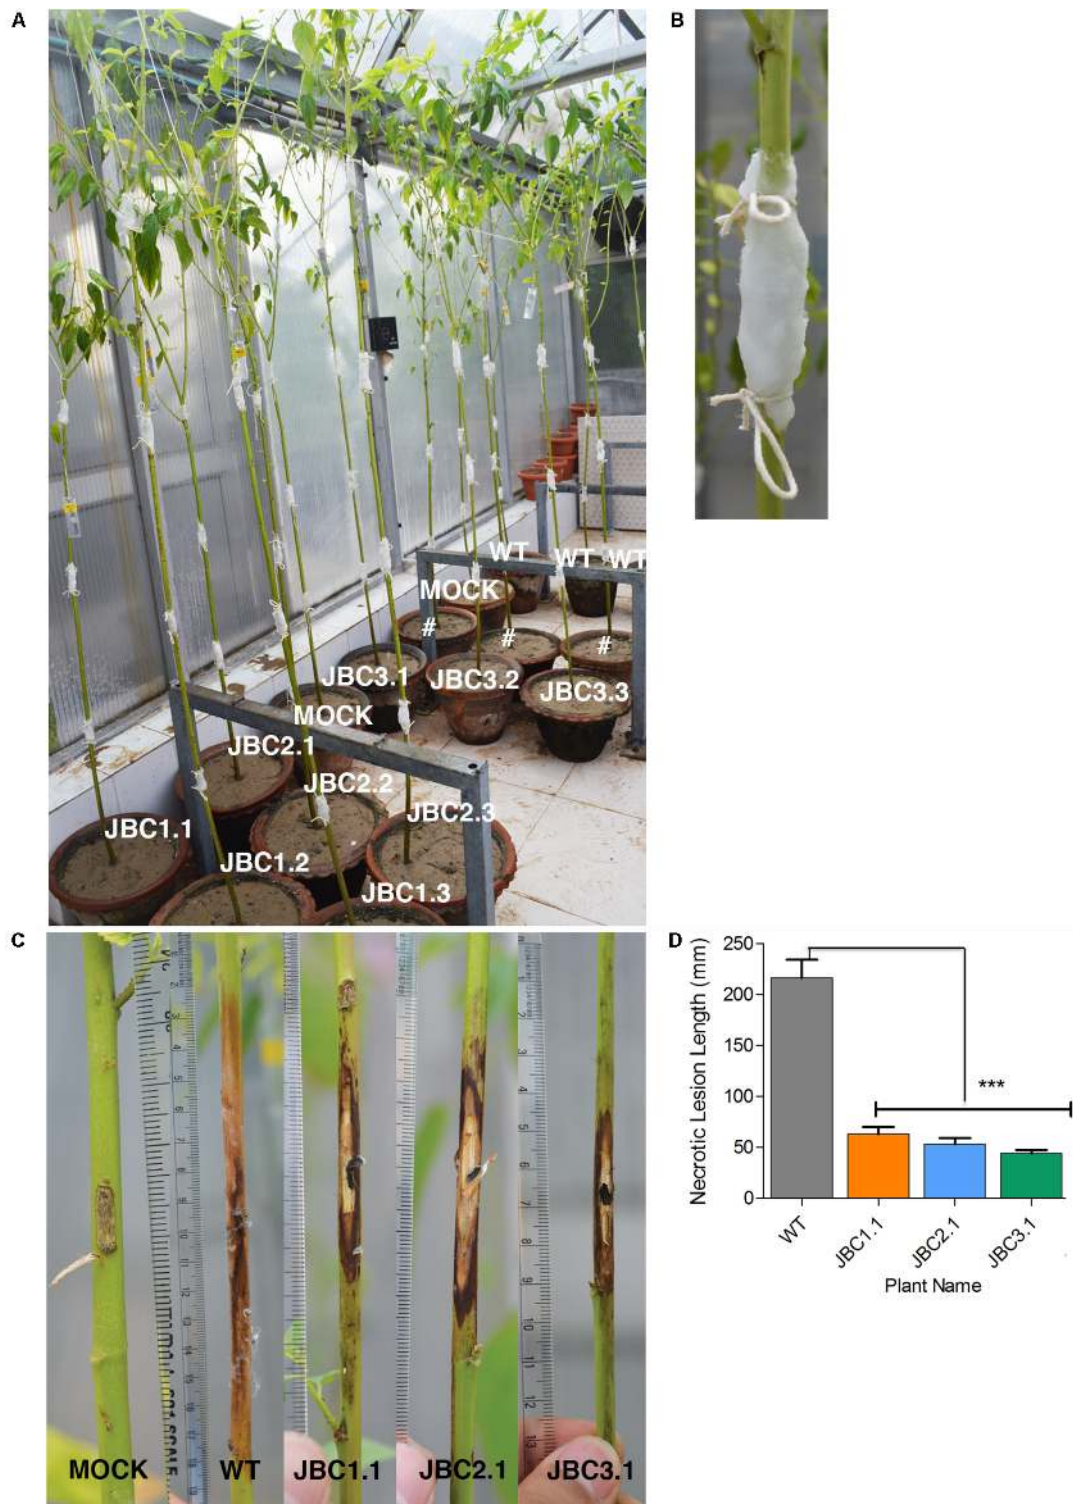 A
B
WT
WT
WT
MOCK
#
#
#
JBC3.1
JBC3.2
JBC3.3
MOCK
JBC2.1
JBC2.2
JBC2.3
JBC1.1
JBC1.2
JBC1.3
C
MOCK
WT
JBC1.1
JBC2.1
JBC3.1
D
Necrotic Lesion Length (mm)
250
200
150
100
50
0
***
WT
JBC1.1
JBC2.1
JBC3.1
Plant Name